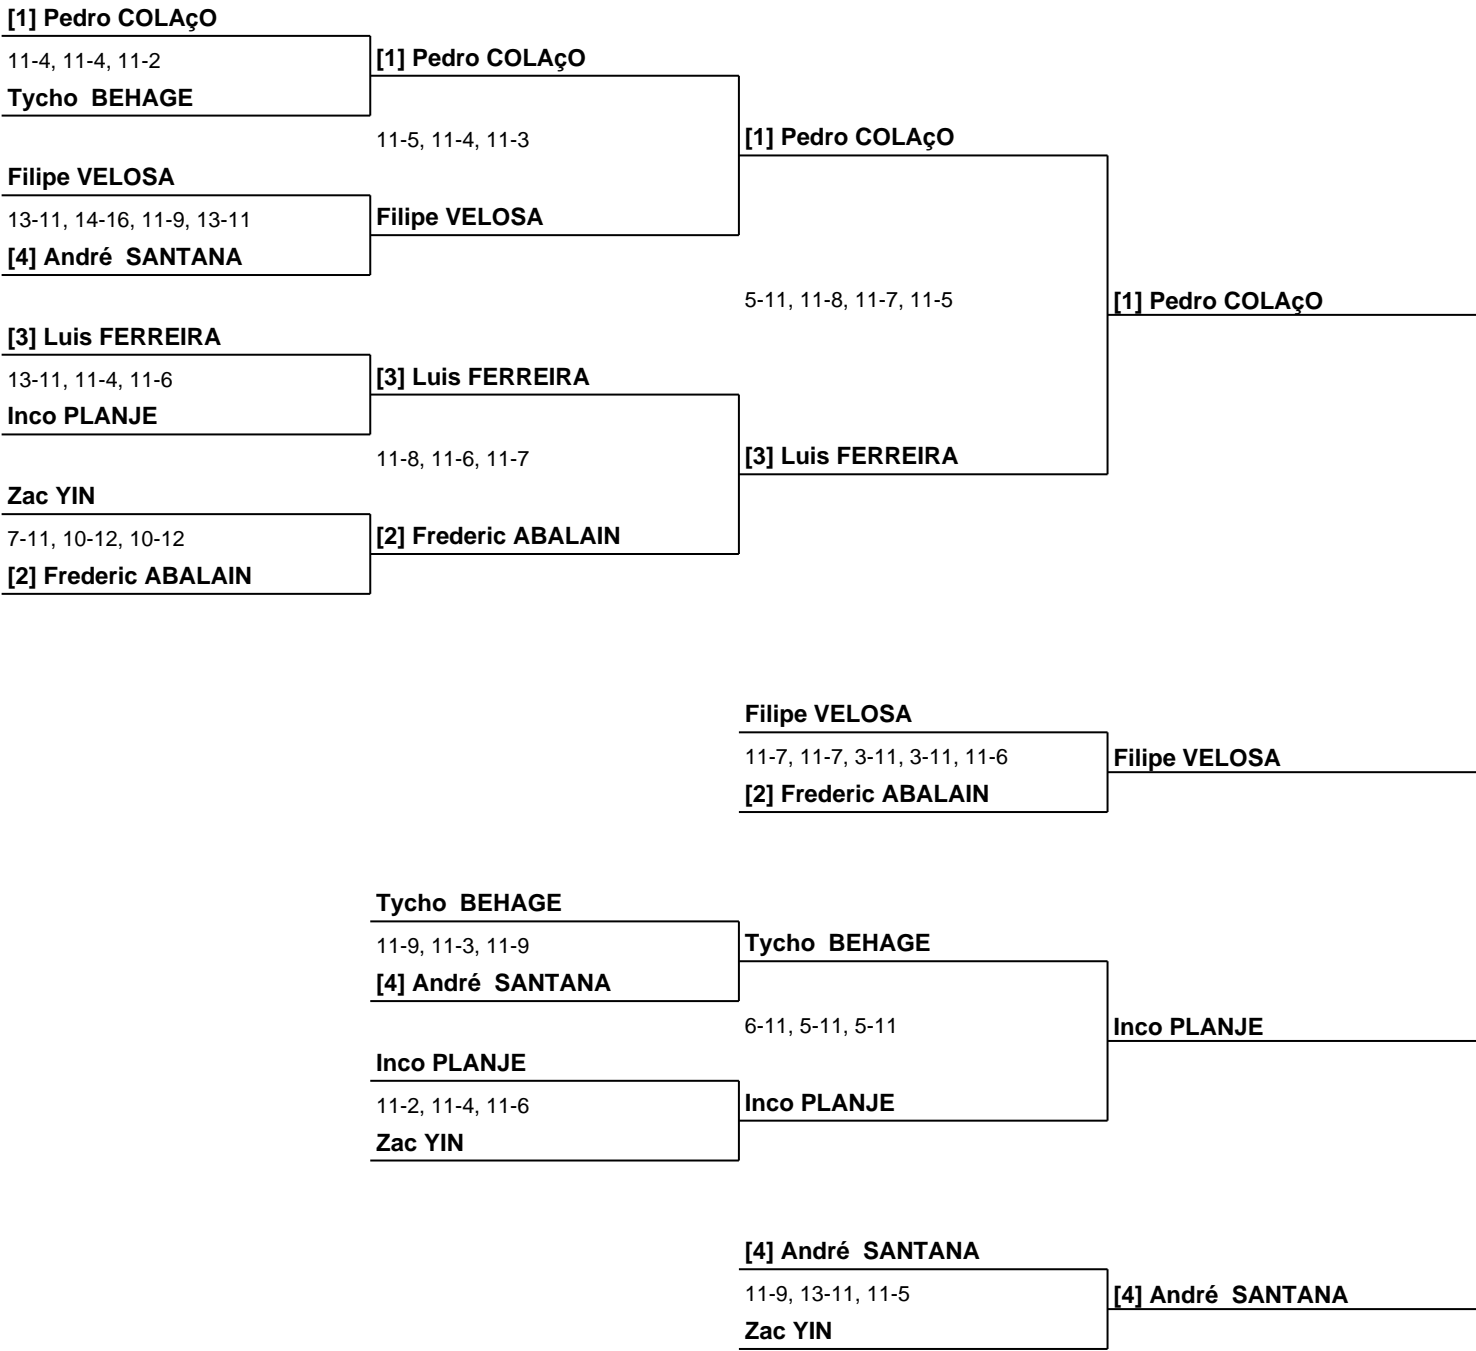 [1] Pedro COLAçO
11-4, 11-4, 11-2
[1] Pedro COLAçO
Tycho  BEHAGE
11-5, 11-4, 11-3
[1] Pedro COLAçO
Filipe VELOSA
13-11, 14-16, 11-9, 13-11
Filipe VELOSA
[4] André  SANTANA
5-11, 11-8, 11-7, 11-5
[1] Pedro COLAçO
[3] Luis FERREIRA
13-11, 11-4, 11-6
[3] Luis FERREIRA
Inco PLANJE
11-8, 11-6, 11-7
[3] Luis FERREIRA
Zac YIN
7-11, 10-12, 10-12
[2] Frederic ABALAIN
[2] Frederic ABALAIN
Filipe VELOSA
11-7, 11-7, 3-11, 3-11, 11-6
Filipe VELOSA
[2] Frederic ABALAIN
Tycho  BEHAGE
11-9, 11-3, 11-9
Tycho  BEHAGE
[4] André  SANTANA
6-11, 5-11, 5-11
Inco PLANJE
Inco PLANJE
11-2, 11-4, 11-6
Inco PLANJE
Zac YIN
[4] André  SANTANA
11-9, 13-11, 11-5
[4] André  SANTANA
Zac YIN